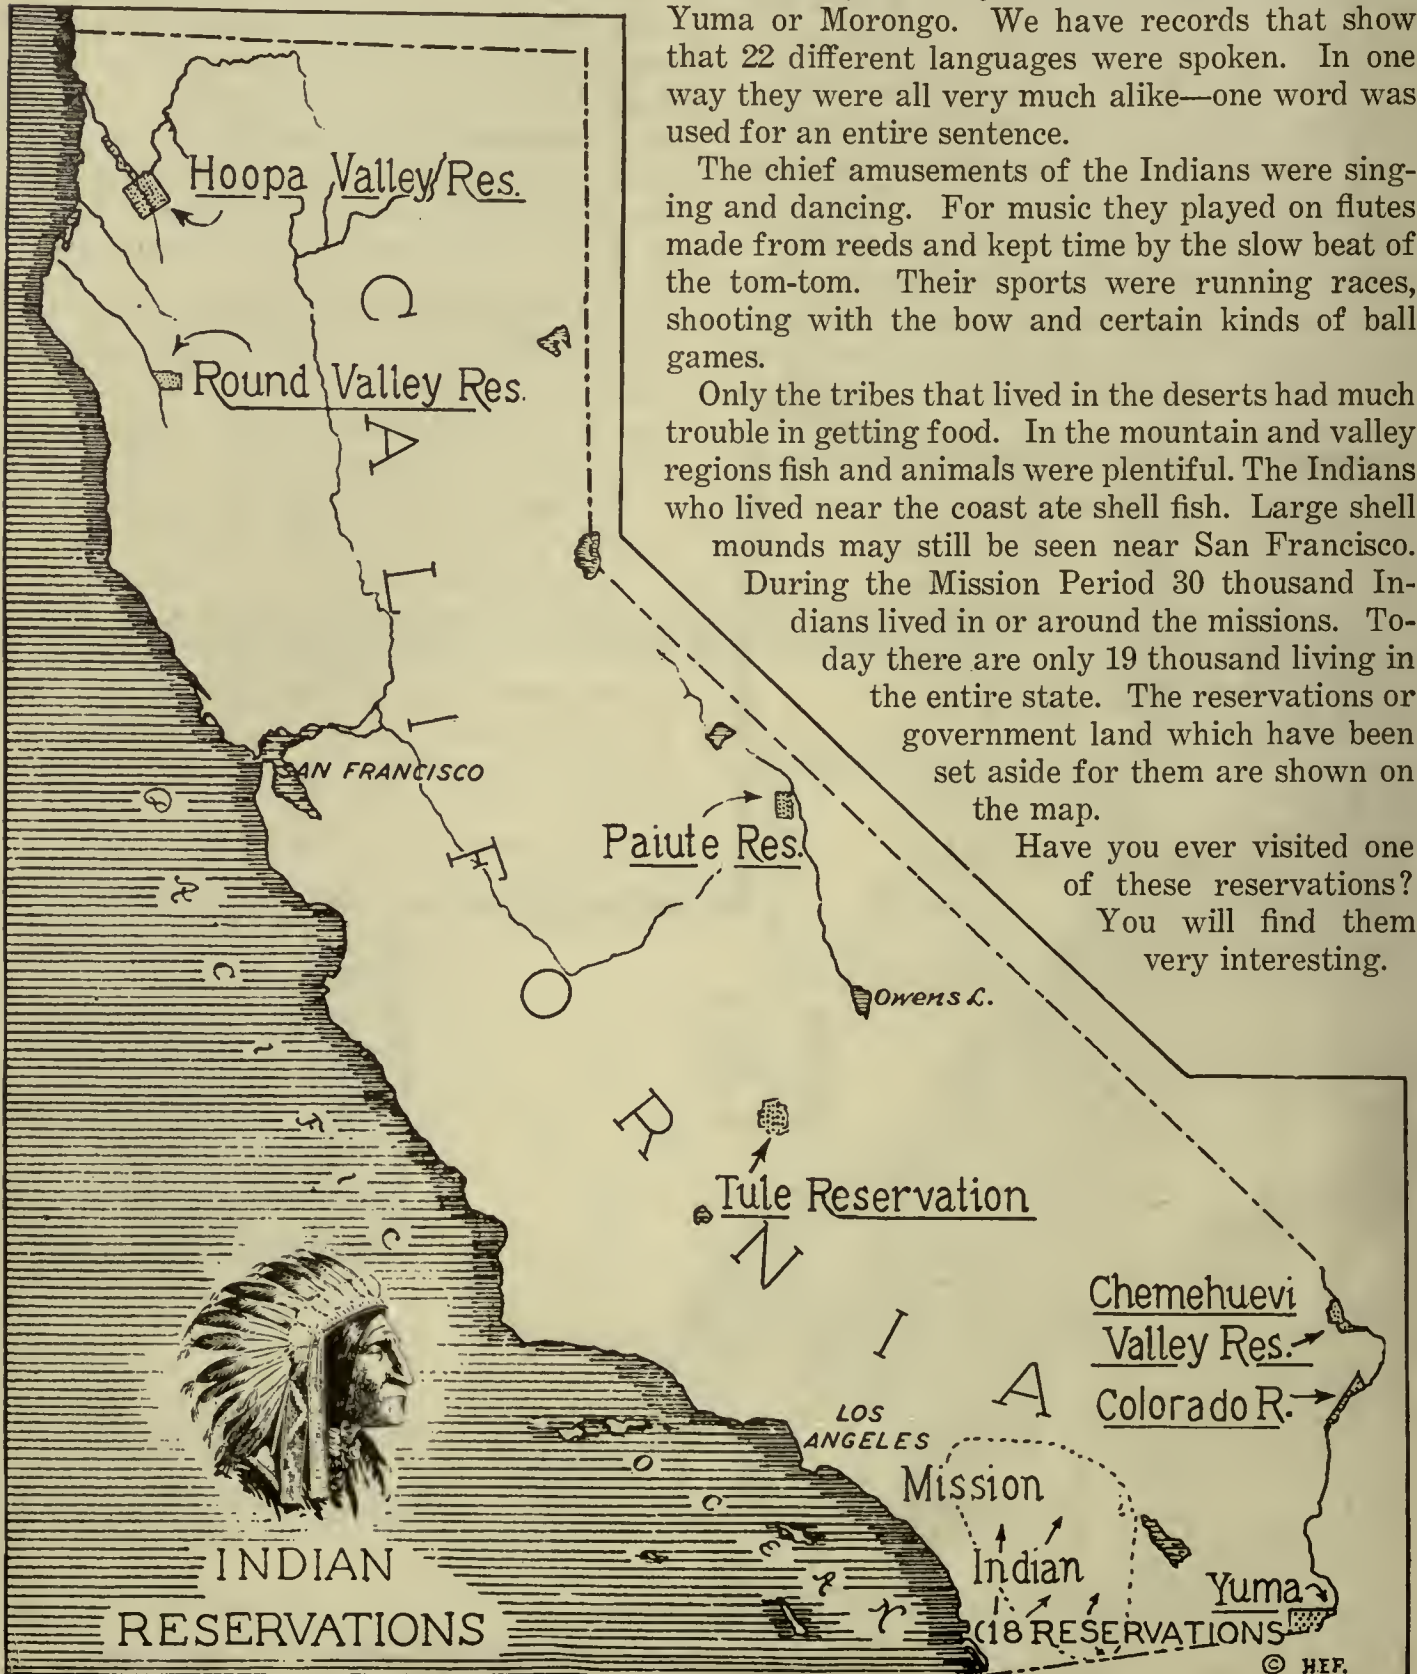 Yuma or Morongo. We have records that show
that 22 different languages were spoken. In one
way they were all very much alike—one word was
used for an entire sentence.
The chief amusements of the Indians were sing-
ing and dancing. For music they played on flutes
made from reeds and kept time by the slow beat of
the tom-tom. Their sports were running races,
shooting with the bow and certain kinds of ball
games.
Only the tribes that lived in the deserts had much
trouble in getting food. In the mountain and valley
regions fish and animals were plentiful. The Indians
who lived near the coast ate shell fish. Large shell
mounds may still be seen near San Francisco.
During the Mission Period 30 thousand In-
dians lived in or around the missions. To-
day there are only 19 thousand living in
the entire state. The reservations or
government land which have been
set aside for them are shown on
the map.
Have you ever visited one
of these reservations?
You will find them
very interesting.
Hoopa Valley Res.
Round Valley Res.
CALIFORNIA
SAN FRANCISCO
PACIFIC
OCEAN
Paiute Res.
Owens L.
Tule Reservation
Chemehuevi
Valley Res.
Colorado R.
LOS
ANGELES
Mission
Indian
(18 RESERVATIONS
Yuma
INDIAN
RESERVATIONS
© H.E.F.